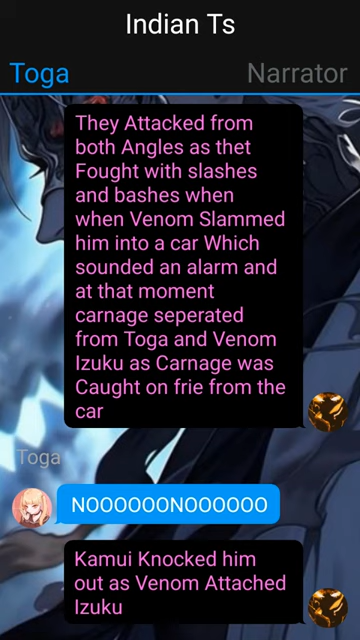 Indian Ts
Toga Narrator
They Attacked from
both Angles as thet
Fought with slashes
and bashes when
when Venom Slammed
him into a car Which
sounded an alarm and
at that moment
carnage seperated
from Toga and Venom
Izuku as Carnage was
Caught on frie from the
car
Toga
NOOOOOONOOOOOO
Kamui Knocked him
out as Venom Attached
Izuku